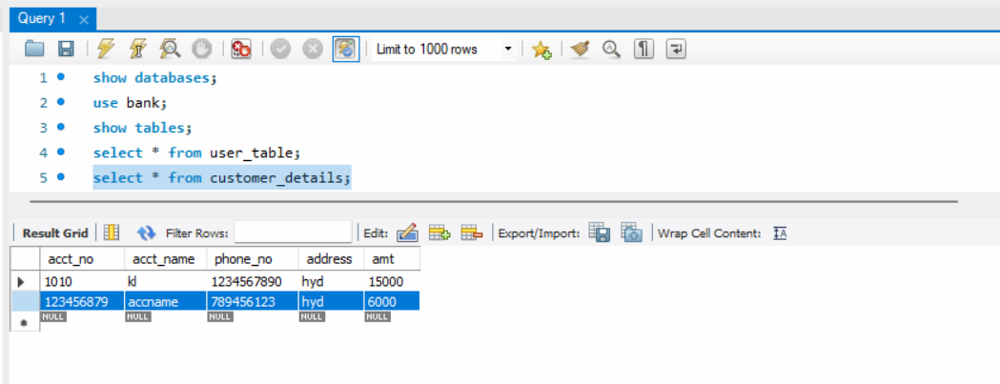 Query 1
Limit to 1000 rows
1 show databases;
2 use bank;
3 show tables;
4 select * from user_table;
5 select * from customer_details;
Result Grid Filter Rows: Edit: Export/Import: Wrap Cell Content:
acct_no acct_name phone_no address amt
1010 kl 1234567890 hyd 15000
123456879 accname 789456123 hyd 6000
NULL NULL NULL NULL NULL